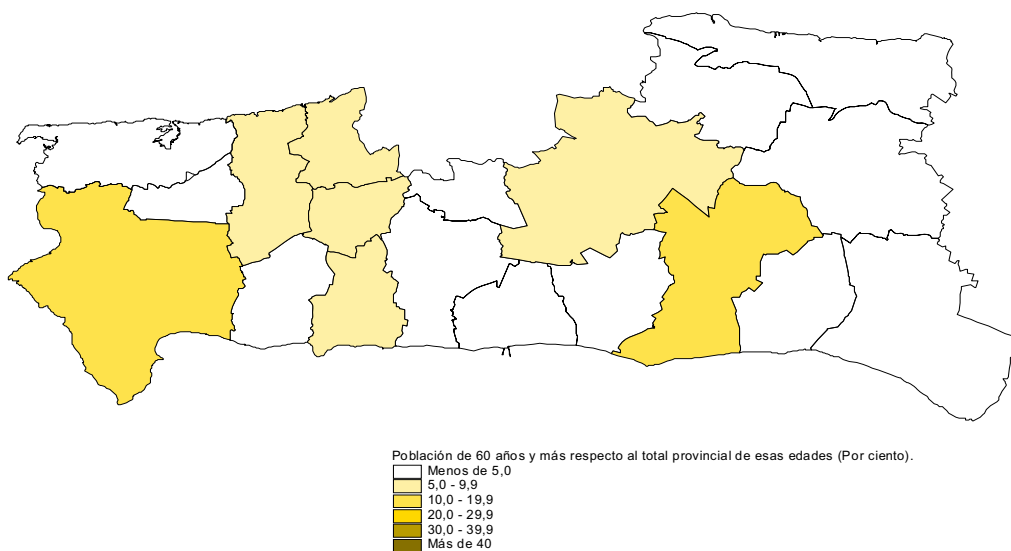 Población de 60 años y más respecto al total provincial de esas edades (Por ciento).
Menos de 5,0
5,0 - 9,9
10,0 - 19,9
20,0 - 29,9
30,0 - 39,9
Más de 40